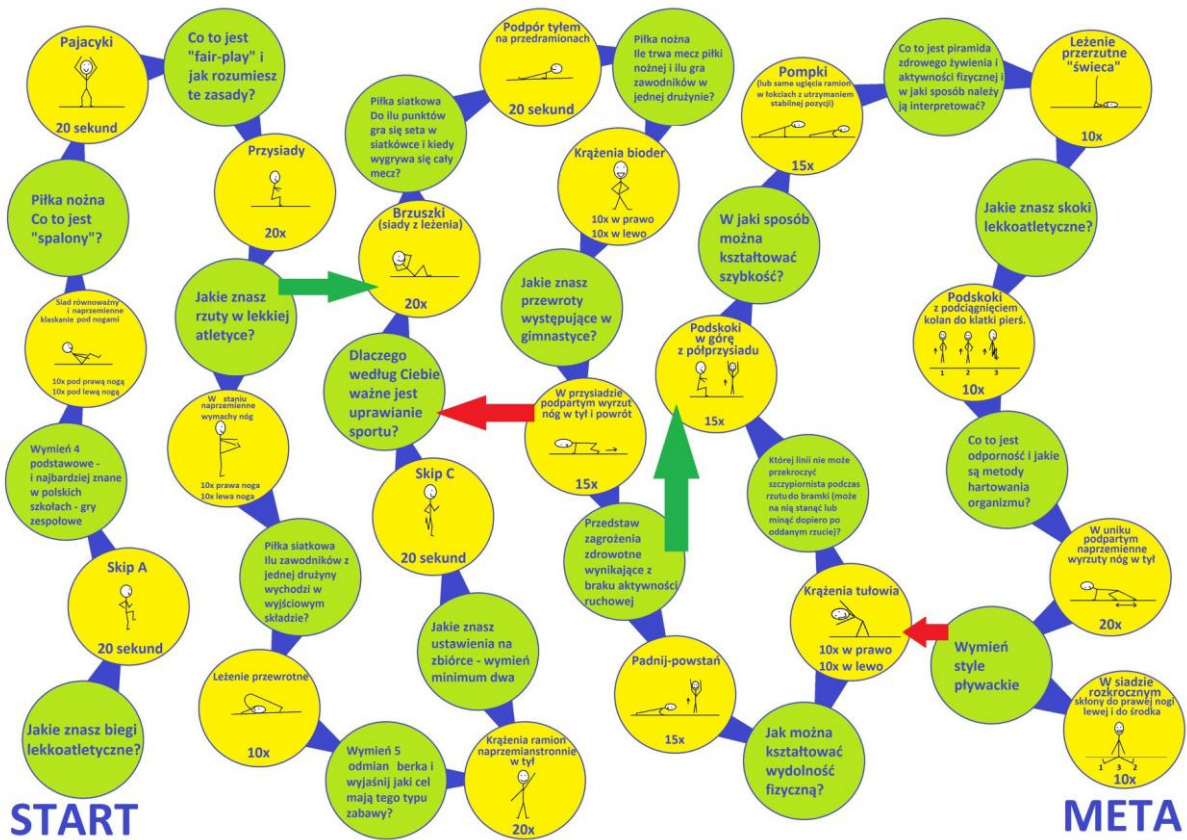 Jakie znasz biegi
lekkoatletyczne?
START
Skip A
20 sekund
Wymień 4
podstawowe -
i najbardziej znane
w polskich
szkołach - gry
zespołowe
Siad równoważny
i naprzemienne
klaskanie pod nogami
10x pod prawą nogą
10x pod lewą nogą
Piłka nożna
Co to jest
"spalony"?
Pajacyki
20 sekund
Co to jest
"fair-play" i
jak rozumiesz
te zasady?
Przysiady
20x
Jakie znasz
rzuty w lekkiej
atletyce?
W staniu
naprzemienne
wymachy nóg
10x prawa noga
10x lewa noga
Piłka siatkowa
Ilu zawodników z
jednej drużyny
wychodzi w
wyjściowym
składzie?
Leżenie przewrotne
10x
Wymień 5
odmian berka i
wyjaśnij jaki cel
mają tego typu
zabawy?
Krążenia ramion
naprzemianstronnie
w tył
20x
Jakie znasz
ustawienia na
zbiórce - wymień
minimum dwa
Skip C
20 sekund
Dlaczego
według Ciebie
ważne jest
uprawianie
sportu?
Brzuszki
(siady z leżenia)
20x
Piłka siatkowa
Do ilu punktów
gra się seta w
siatkówce i kiedy
wygrywa się cały
mecz?
Podpór tyłem
na przedramionach
20 sekund
Piłka nożna
Ile trwa mecz piłki
nożnej i ilu gra
zawodników w
jednej drużynie?
Krążenia bioder
10x w prawo
10x w lewo
Jakie znasz
przewroty
występujące w
gimnastyce?
W przysiadzie
podpartym wyrzut
nóg w tył i powrót
15x
Przedstaw
zagrożenia
zdrowotne
wynikające z
braku aktywności
ruchowej
Padnij-powstań
15x
Jak można
kształtować
wydolność
fizyczną?
Krążenia tułowia
10x w prawo
10x w lewo
Której linii nie może
przekroczyć
szczypiornista podczas
rzutu do bramki (może
na nią stanąć lub
minąć dopiero po
oddanym rzucie)?
Podskoki
w górę
z półprzysiadu
15x
W jaki sposób
można
kształtować
szybkość?
Pompki
(lub same ugięcia ramion
w łokciach z utrzymaniem
stabilnej pozycji)
15x
Co to jest piramida
zdrowego żywienia i
aktywności fizycznej i
w jaki sposób należy
ją interpretować?
Leżenie
przerzutne
"świeca"
10x
Jakie znasz skoki
lekkoatletyczne?
Podskoki
z podciągnięciem
kolan do klatki pierś.
1 2 3
10x
Co to jest
odporność i jakie
są metody
hartowania
organizmu?
W uniku
podpartym
naprzemienne
wyrzuty nóg w tył
20x
Wymień
style
pływackie
W siadzie
rozkrocznym
skłony do prawej nogi
lewej i do środka
1 3 2
10x
META